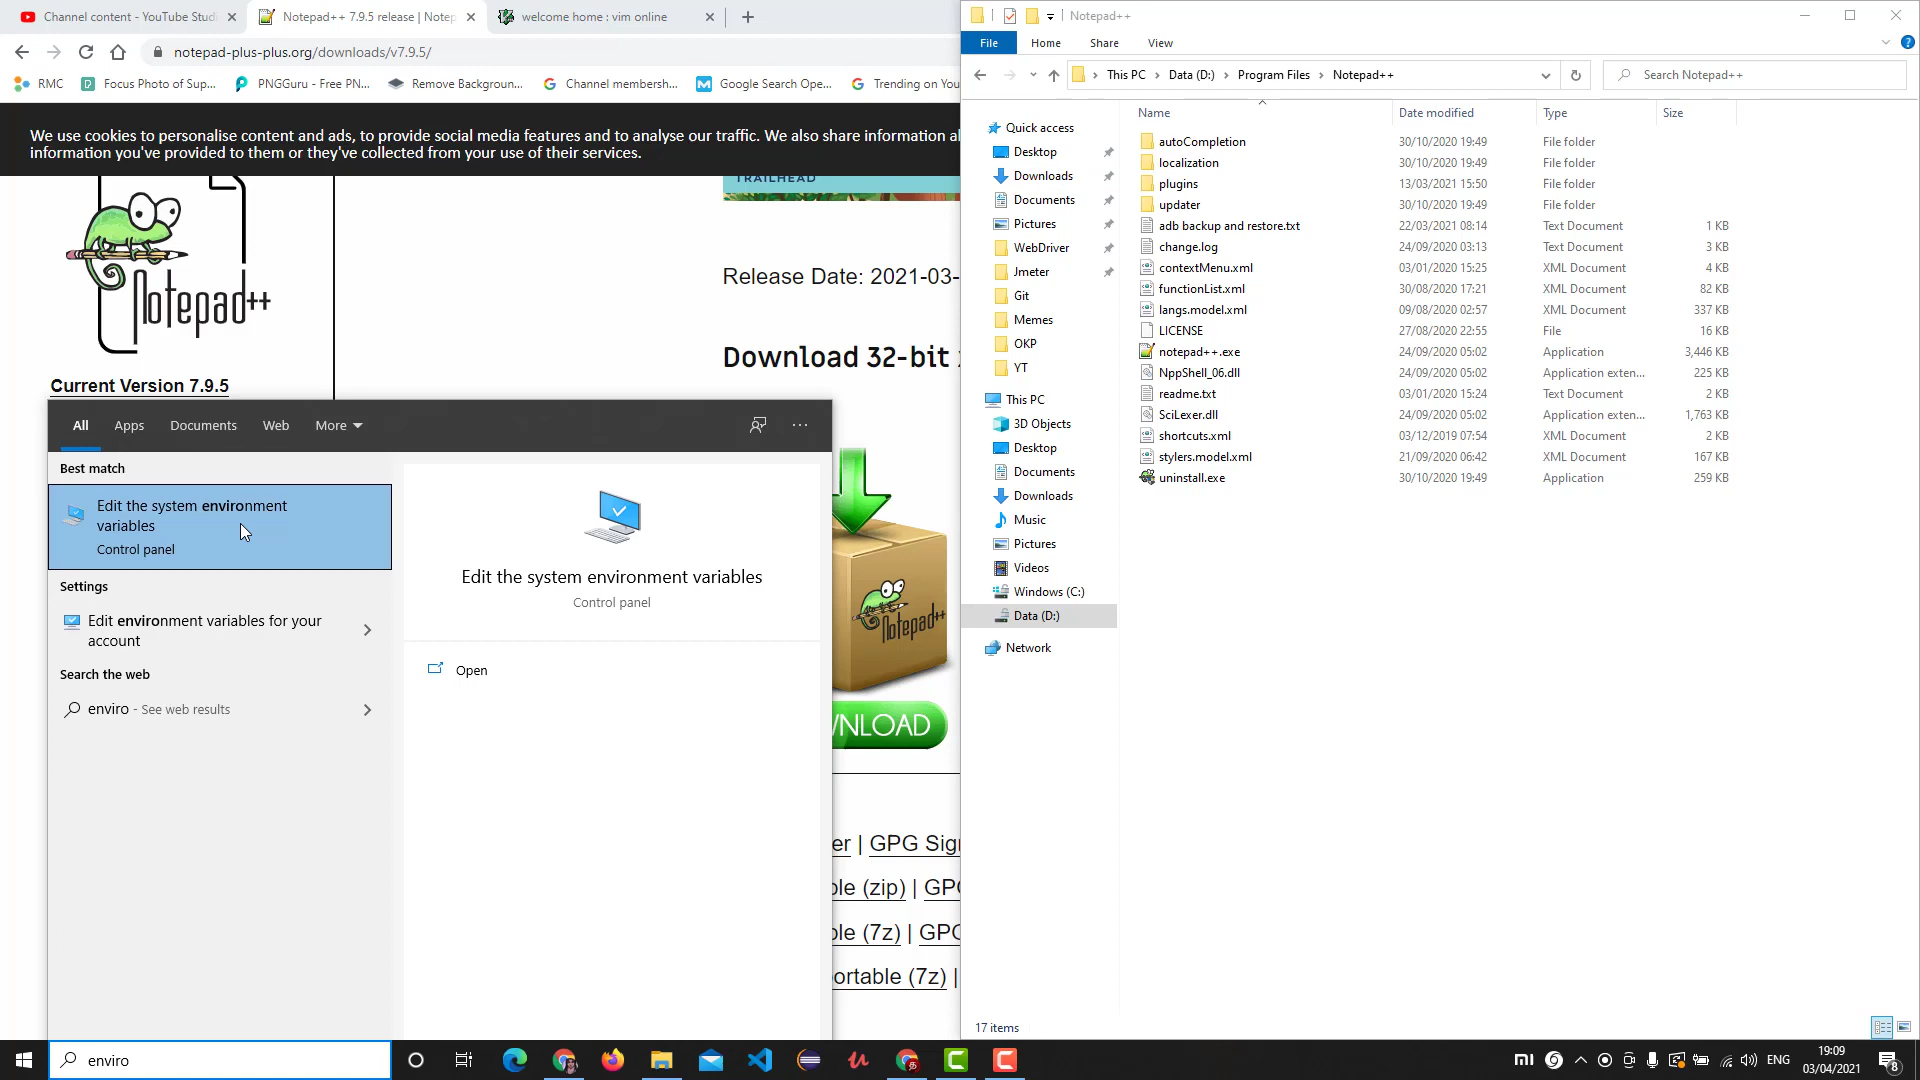 Channel content - YouTube Studi
Notepad++ 7.9.5 release | Notep
welcome home : vim online
notepad-plus-plus.org/downloads/v7.9.5/
RMC
Focus Photo of Sup...
PNGGuru - Free PN...
Remove Backgroun...
Channel membersh...
Google Search Ope...
Trending on You
We use cookies to personalise content and ads, to provide social media features and to analyse our traffic. We also share information al
information you've provided to them or they've collected from your use of their services.
TRAILHEAD
Notepad++
Release Date: 2021-03-
Download 32-bit
Current Version 7.9.5
All
Apps
Documents
Web
More
Best match
Edit the system environment
variables
Control panel
Settings
Edit environment variables for your
account
Search the web
enviro - See web results
Edit the system environment variables
Control panel
Open
Notepad++
WNLOAD
er | GPG Sig
ble (zip) | GPG
ble (7z) | GPG
ortable (7z) |
Notepad++
File
Home
Share
View
This PC
Data (D:)
Program Files
Notepad++
Search Notepad++
Quick access
Desktop
Downloads
Documents
Pictures
WebDriver
Jmeter
Git
Memes
OKP
YT
This PC
3D Objects
Desktop
Documents
Downloads
Music
Pictures
Videos
Windows (C:)
Data (D:)
Network
Name Date modified Type Size
autoCompletion 30/10/2020 19:49 File folder
localization 30/10/2020 19:49 File folder
plugins 13/03/2021 15:50 File folder
updater 30/10/2020 19:49 File folder
adb backup and restore.txt 22/03/2021 08:14 Text Document 1 KB
change.log 24/09/2020 03:13 Text Document 3 KB
contextMenu.xml 03/01/2020 15:25 XML Document 4 KB
functionList.xml 30/08/2020 17:21 XML Document 82 KB
langs.model.xml 09/08/2020 02:57 XML Document 337 KB
LICENSE 27/08/2020 22:55 File 16 KB
notepad++.exe 24/09/2020 05:02 Application 3,446 KB
NppShell_06.dll 24/09/2020 05:02 Application exten... 225 KB
readme.txt 03/01/2020 15:24 Text Document 2 KB
SciLexer.dll 24/09/2020 05:02 Application exten... 1,763 KB
shortcuts.xml 03/12/2019 07:54 XML Document 2 KB
stylers.model.xml 21/09/2020 06:42 XML Document 167 KB
uninstall.exe 30/10/2020 19:49 Application 259 KB
17 items
enviro
mi
ENG
19:09
03/04/2021
8